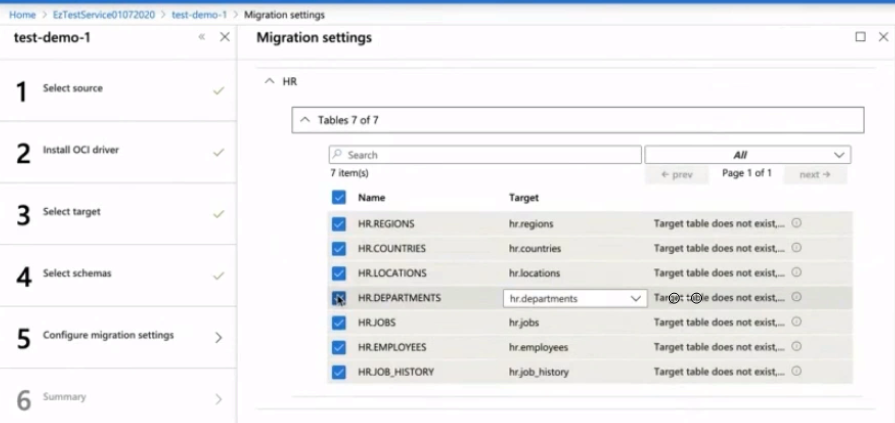 Home > EzTestService01072020 > test-demo-1 > Migration settings
test-demo-1
Migration settings
1 Select source
2 Install OCI driver
3 Select target
4 Select schemas
5 Configure migration settings
6 Summary
HR
Tables 7 of 7
Search
All
7 item(s)
← prev Page 1 of 1 next →
Name Target
HR.REGIONS hr.regions Target table does not exist,...
HR.COUNTRIES hr.countries Target table does not exist,...
HR.LOCATIONS hr.locations Target table does not exist,...
HR.DEPARTMENTS hr.departments Target table does not exist,...
HR.JOBS hr.jobs Target table does not exist,...
HR.EMPLOYEES hr.employees Target table does not exist,...
HR.JOB_HISTORY hr.job_history Target table does not exist,...